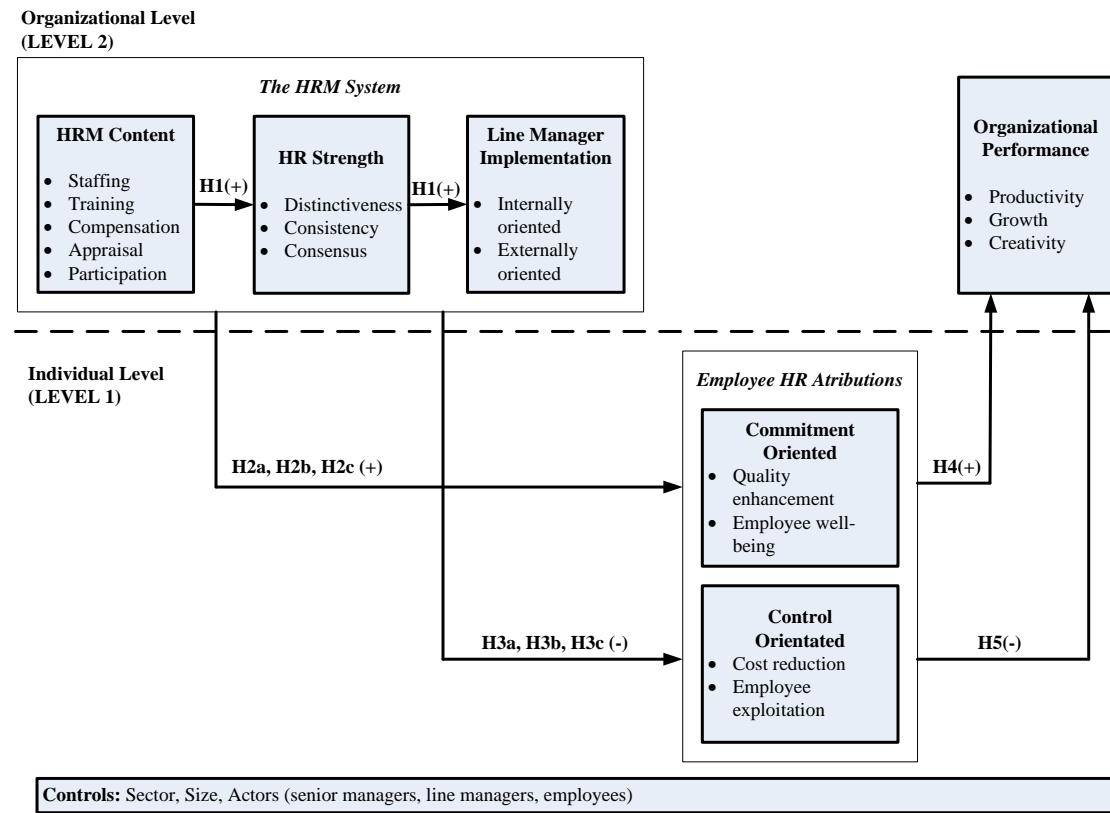 Organizational Level
(LEVEL 2)
The HRM System
HRM Content
• Staffing
• Training
• Compensation
• Appraisal
• Participation
H1(+)
HR Strength
• Distinctiveness
• Consistency
• Consensus
H1(+)
Line Manager
Implementation
• Internally
oriented
• Externally
oriented
Organizational
Performance
• Productivity
• Growth
• Creativity
Individual Level
(LEVEL 1)
Employee HR Atributions
Commitment
Oriented
• Quality
enhancement
• Employee well-
being
H2a, H2b, H2c (+)
H4(+)
Control
Orientated
• Cost reduction
• Employee
exploitation
H3a, H3b, H3c (-)
H5(-)
Controls: Sector, Size, Actors (senior managers, line managers, employees)